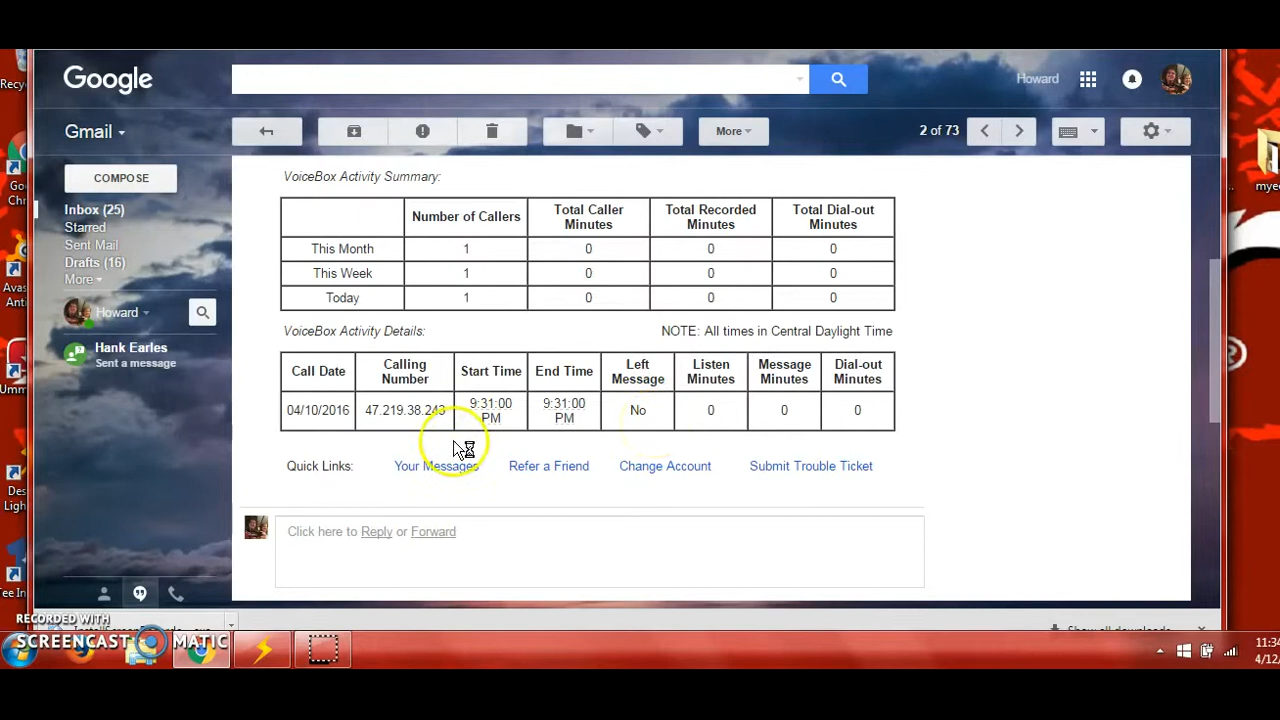 Google
Howard
Gmail
More
2 of 73
COMPOSE
Inbox (25)
Starred
Sent Mail
Drafts (16)
More
Howard
Hank Earles
Sent a message
VoiceBox Activity Summary:
Number of Callers Total Caller Minutes Total Recorded Minutes Total Dial-out Minutes
This Month 1 0 0 0
This Week 1 0 0 0
Today 1 0 0 0
VoiceBox Activity Details: NOTE: All times in Central Daylight Time
Call Date Calling Number Start Time End Time Left Message Listen Minutes Message Minutes Dial-out Minutes
04/10/2016 47.219.38.243 9:31:00 PM 9:31:00 PM No 0 0 0
Quick Links: Your Messages Refer a Friend Change Account Submit Trouble Ticket
Click here to Reply or Forward
Show all downloads...
RECORDED WITH
SCREENCAST MATIC
11:34
4/12/